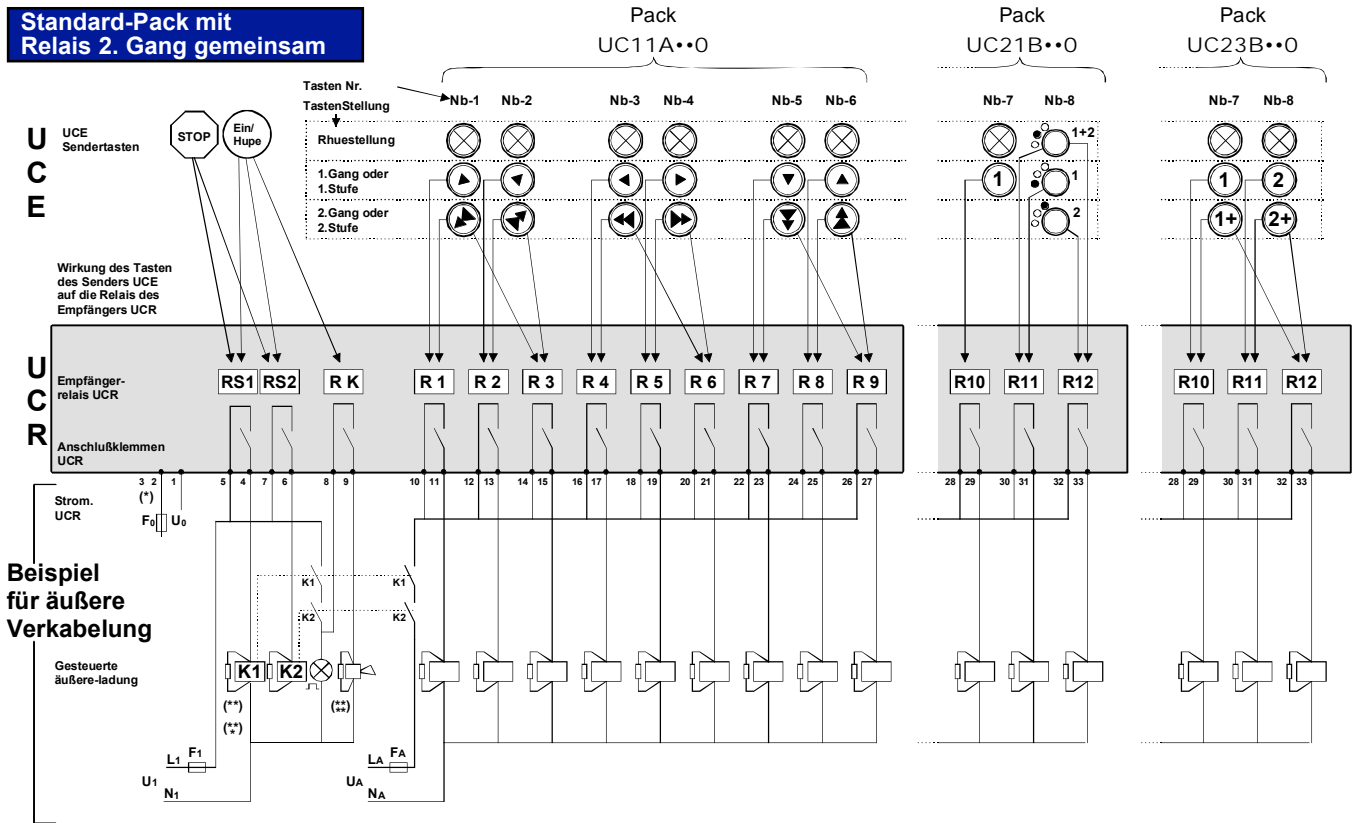 Standard-Pack mit
Relais 2. Gang gemeinsam
Pack
UC11A••0
Pack
UC21B••0
Pack
UC23B••0
Tasten Nr.
TastenStellung
Nb-1 Nb-2 Nb-3 Nb-4 Nb-5 Nb-6 Nb-7 Nb-8 Nb-7 Nb-8
U
C
E
UCE
Sendertasten
STOP
Ein/
Hupe
Rhuestellung
1+2
1.Gang oder
1.Stufe
1 1 1 2
2.Gang oder
2.Stufe
2 1+ 2+
Wirkung des Tasten
des Senders UCE
auf die Relais des
Empfängers UCR
U
C
R
Empfänger-
relais UCR
RS1 RS2 R K R 1 R 2 R 3 R 4 R 5 R 6 R 7 R 8 R 9 R10 R11 R12 R10 R11 R12
Anschlußklemmen
UCR
3 2 1 5 4 7 6 8 9 10 11 12 13 14 15 16 17 18 19 20 21 22 23 24 25 26 27 28 29 30 31 32 33 28 29 30 31 32 33
(*)
Strom.
UCR
F0 U0
Beispiel
für äußere
Verkabelung
K1 K1
K2 K2
Gesteuerte
äußere-ladung
K1 K2
(**) (**
**)
(**
*)
L1 F1 LA FA
U1 UA
N1 NA